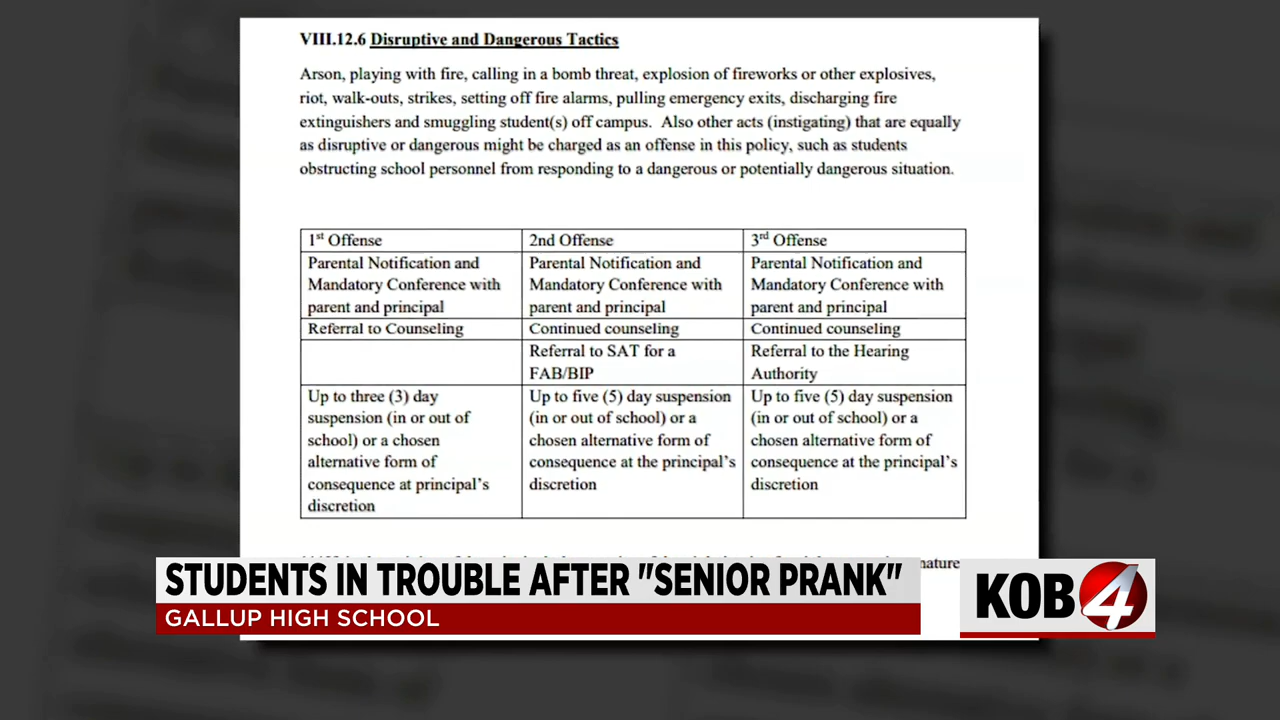 VIII.12.6 Disruptive and Dangerous Tactics
Arson, playing with fire, calling in a bomb threat, explosion of fireworks or other explosives,
riot, walk-outs, strikes, setting off fire alarms, pulling emergency exits, discharging fire
extinguishers and smuggling student(s) off campus. Also other acts (instigating) that are equally
as disruptive or dangerous might be charged as an offense in this policy, such as students
obstructing school personnel from responding to a dangerous or potentially dangerous situation.
1st Offense
2nd Offense
3rd Offense
Parental Notification and
Mandatory Conference with
parent and principal
Parental Notification and
Mandatory Conference with
parent and principal
Parental Notification and
Mandatory Conference with
parent and principal
Referral to Counseling
Continued counseling
Continued counseling
Referral to SAT for a
FAB/BIP
Referral to the Hearing
Authority
Up to three (3) day
suspension (in or out of
school) or a chosen
alternative form of
consequence at principal's
discretion
Up to five (5) day suspension
(in or out of school) or a
chosen alternative form of
consequence at the principal's
discretion
Up to five (5) day suspension
(in or out of school) or a
chosen alternative form of
consequence at the principal's
discretion
STUDENTS IN TROUBLE AFTER "SENIOR PRANK"
GALLUP HIGH SCHOOL
KOB 4